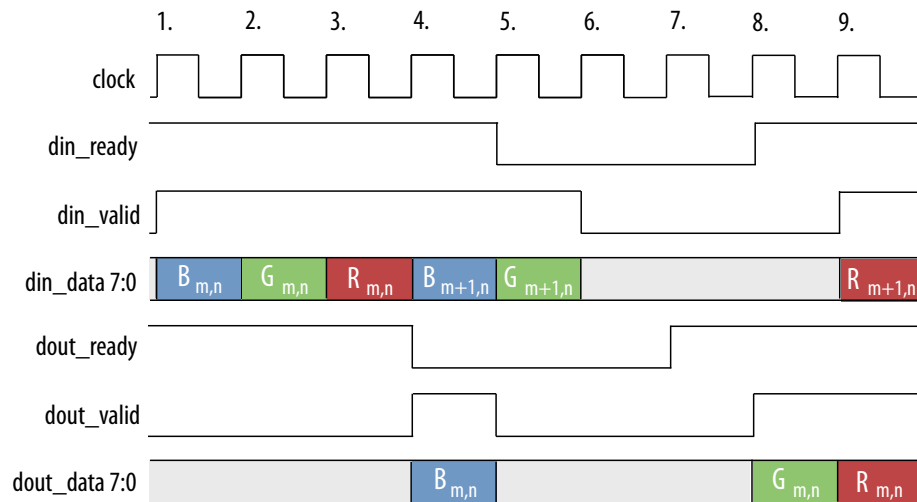 1. 2. 3. 4. 5. 6. 7. 8. 9.
clock
din_ready
din_valid
din_data 7:0 B m,n G m,n R m,n B m+1,n G m+1,n R m+1,n
dout_ready
dout_valid
dout_data 7:0 B m,n G m,n R m,n